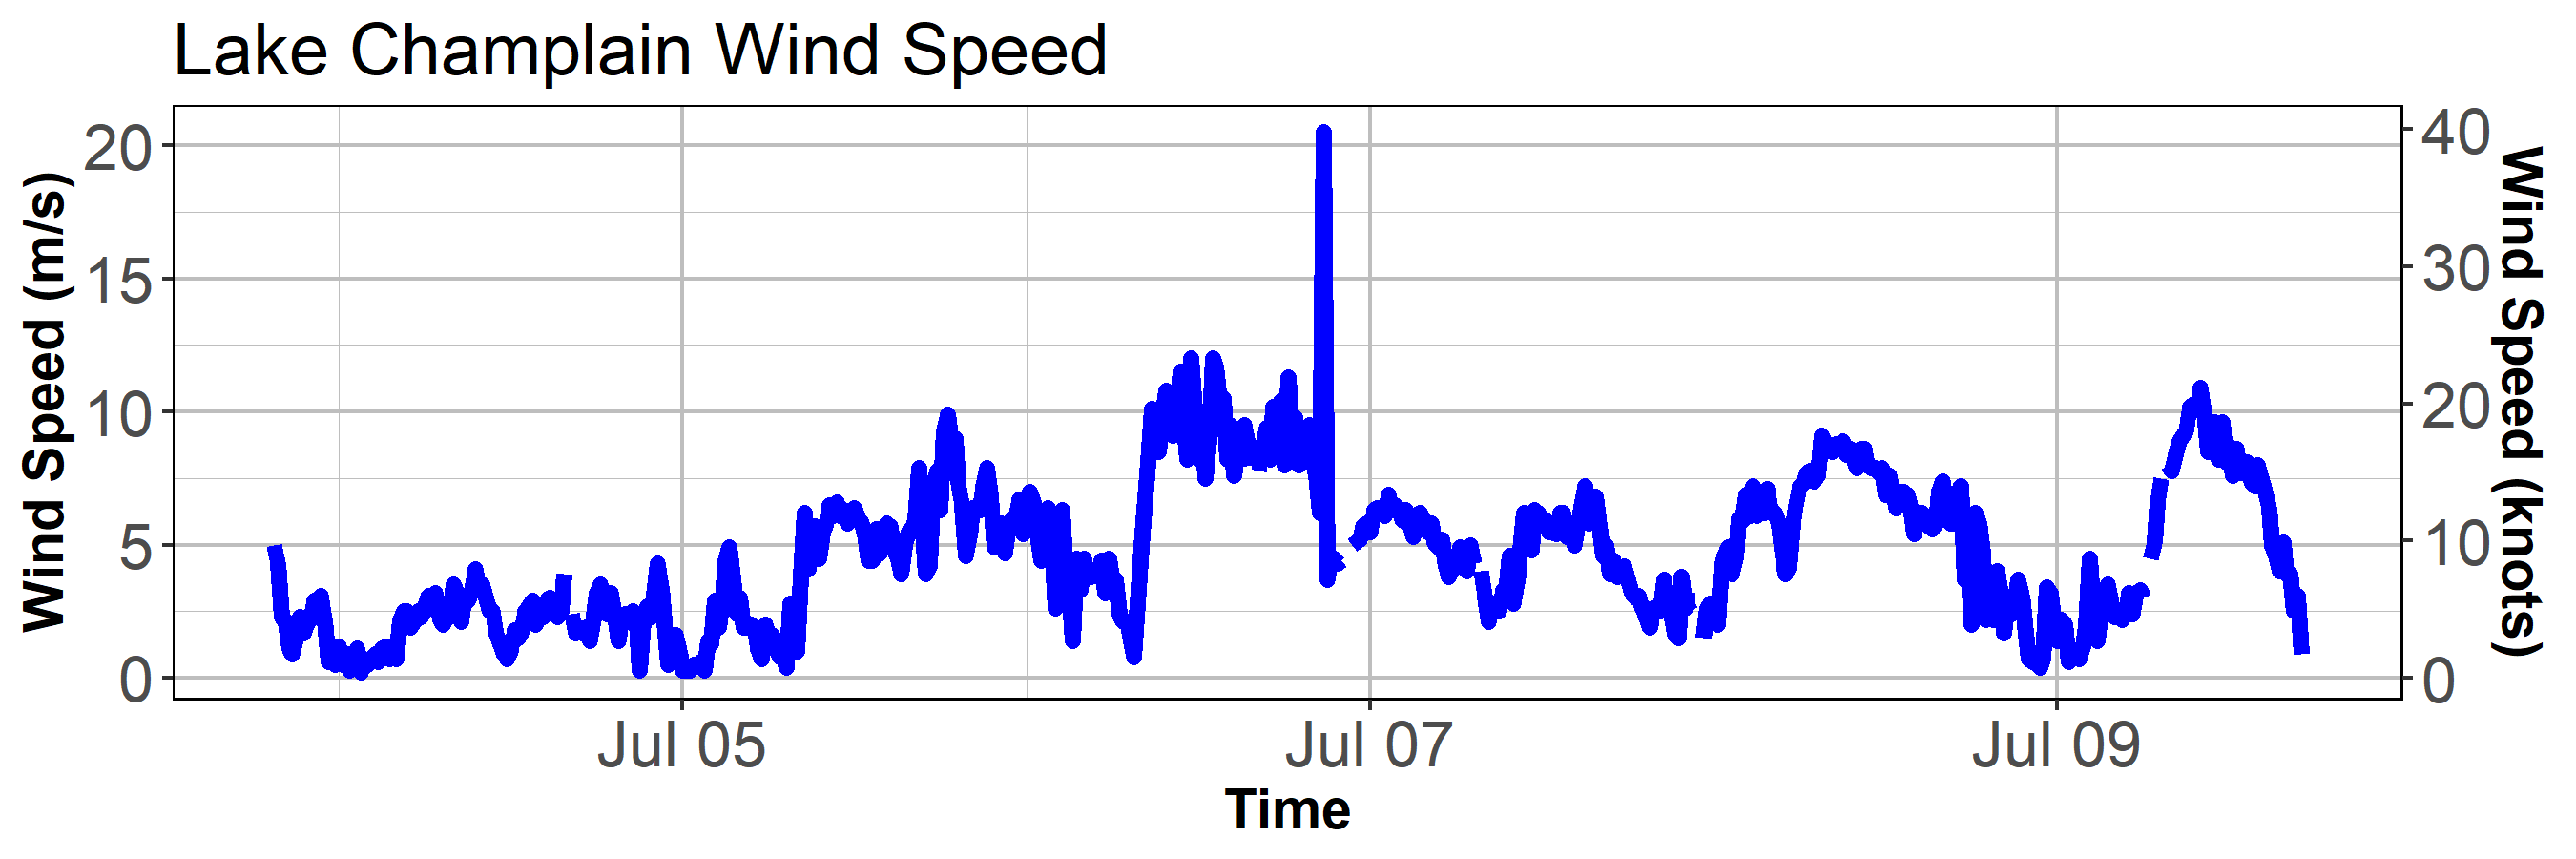 Lake Champlain Wind Speed
Wind Speed (m/s)
20
15
10
5
0
40
30
20
10
0
Wind Speed (knots)
Jul 05
Jul 07
Jul 09
Time